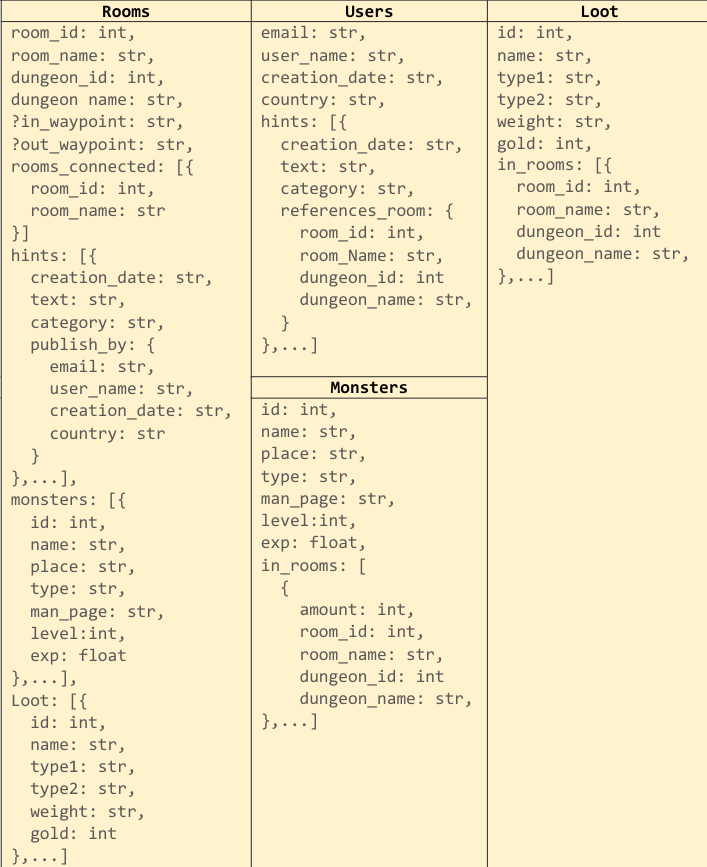 Rooms
room_id: int,
room_name: str,
dungeon_id: int,
dungeon name: str,
?in_waypoint: str,
?out_waypoint: str,
rooms_connected: [{
room_id: int,
room_name: str
}]
hints: [{
creation_date: str,
text: str,
category: str,
publish_by: {
email: str,
user_name: str,
creation_date: str,
country: str
}
},...],
monsters: [{
id: int,
name: str,
place: str,
type: str,
man_page: str,
level:int,
exp: float
},...],
Loot: [{
id: int,
name: str,
type1: str,
type2: str,
weight: str,
gold: int
},...]
Users
email: str,
user_name: str,
creation_date: str,
country: str,
hints: [{
creation_date: str,
text: str,
category: str,
references_room: {
room_id: int,
room_Name: str,
dungeon_id: int
dungeon_name: str,
}
},...]
Monsters
id: int,
name: str,
place: str,
type: str,
man_page: str,
level:int,
exp: float,
in_rooms: [
{
amount: int,
room_id: int,
room_name: str,
dungeon_id: int
dungeon_name: str,
},...]
Loot
id: int,
name: str,
type1: str,
type2: str,
weight: str,
gold: int,
in_rooms: [{
room_id: int,
room_name: str,
dungeon_id: int
dungeon_name: str,
},...]